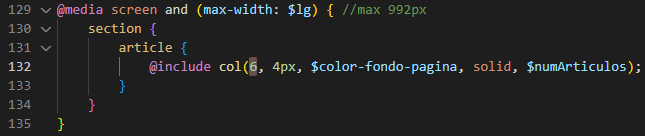 129 @media screen and (max-width: $lg) { //max 992px
130 section {
131 article {
132 @include col(6, 4px, $color-fondo-pagina, solid, $numArticulos);
133 }
134 }
135 }